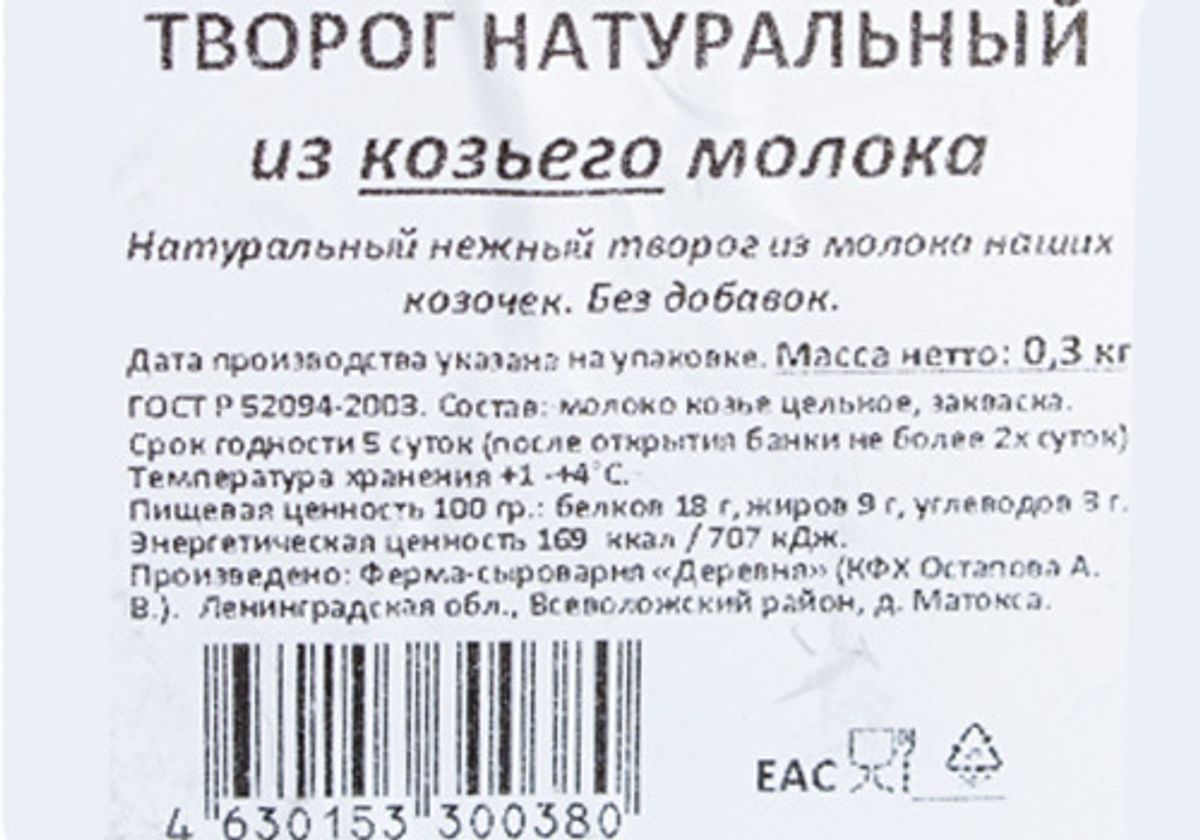 ТВОРОГ НАТУРАЛЬНЫЙ
из козьего молока
Натуральный нежный творог из молока наших
козочек. Без добавок.
Дата производства указана на упаковке. Масса нетто: 0,3 кг
ГОСТ Р 52094-2003. Состав: молоко козье цельное, закваска.
Срок годности 5 суток (после открытия банки не более 2х суток)
Температура хранения +1 -+4°С.
Пищевая ценность 100 гр.: белков 18 г, жиров 9 г, углеводов 3 г.
Энергетическая ценность 169 ккал / 707 кДж.
Произведено: Ферма-сыроварня «Деревня» (КФХ Остапова А.
В.). Ленинградская обл., Всеволожский район, д. Матокса.
EAC
4 630153 300380